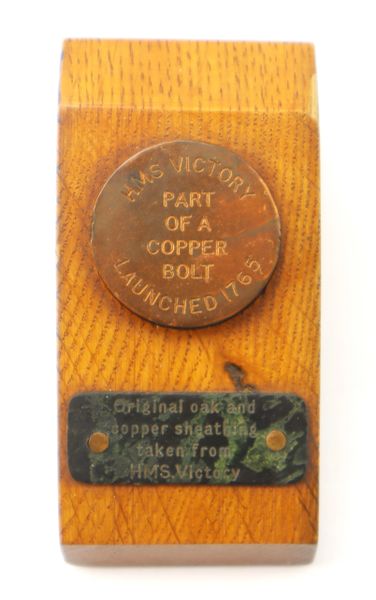 HMS VICTORY
PART
OF A
COPPER
BOLT
LAUNCHED 1765
Original oak and
copper sheathing
taken from
HMS.Victory